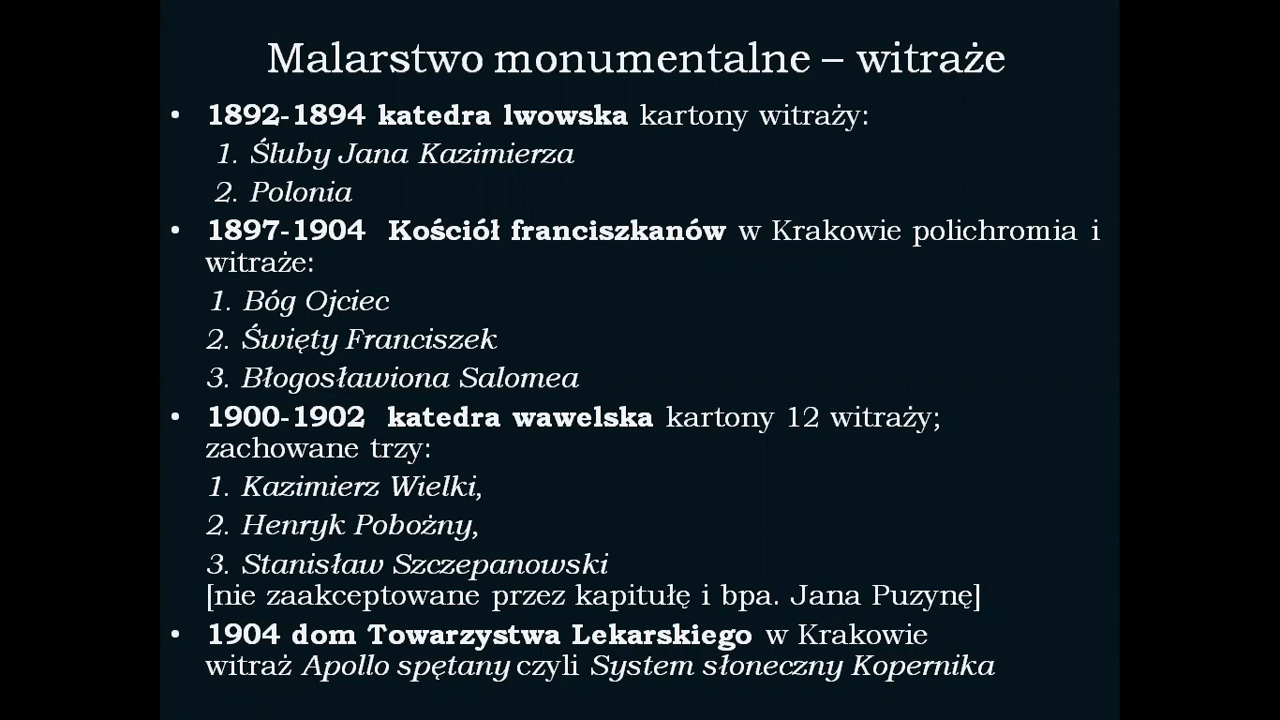 Malarstwo monumentalne – witraże
• 1892-1894 katedra lwowska kartony witraży:
1. Śluby Jana Kazimierza
2. Polonia
• 1897-1904 Kościół franciszkanów w Krakowie polichromia i
witraże:
1. Bóg Ojciec
2. Święty Franciszek
3. Błogosławiona Salomea
• 1900-1902 katedra wawelska kartony 12 witraży;
zachowane trzy:
1. Kazimierz Wielki,
2. Henryk Pobożny,
3. Stanisław Szczepanowski
[nie zaakceptowane przez kapitułę i bpa. Jana Puzynę]
• 1904 dom Towarzystwa Lekarskiego w Krakowie
witraż Apollo spętany czyli System słoneczny Kopernika